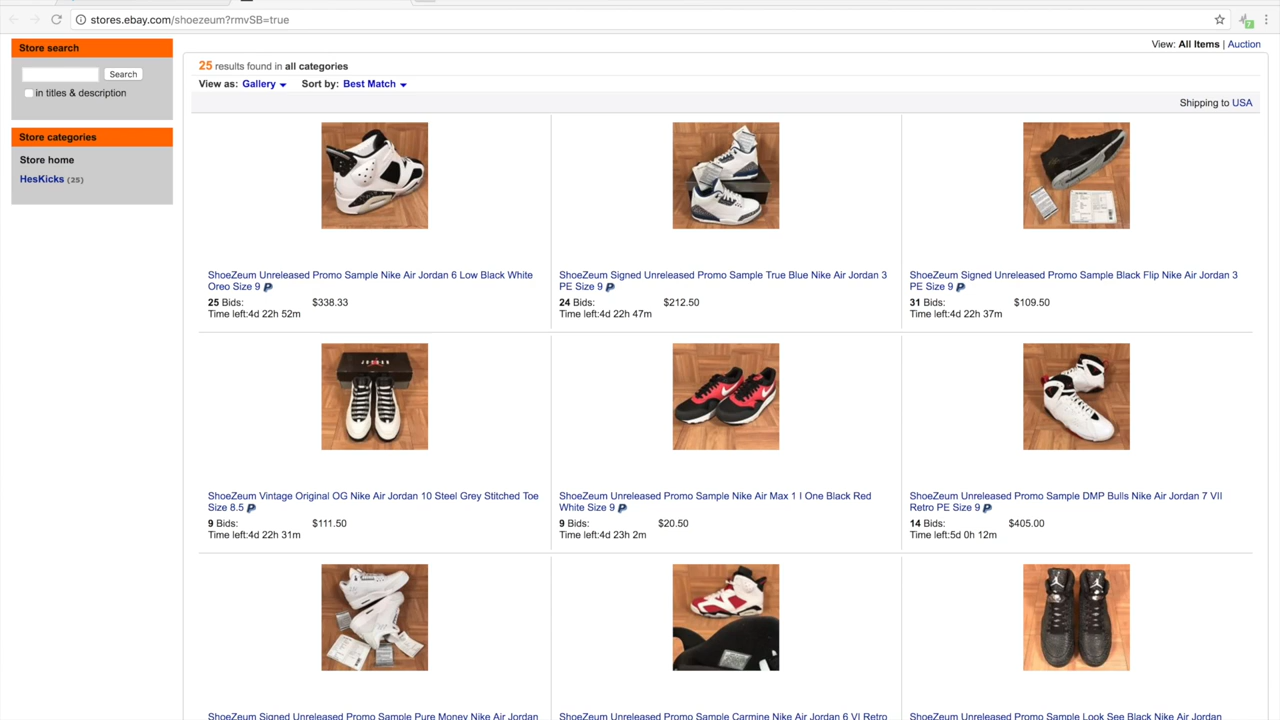 stores.ebay.com/shoezeum?rmvSB=true
7
View: All Items | Auction
Store search
Search
in titles & description
Store categories
Store home
HesKicks (25)
25 results found in all categories
View as: Gallery Sort by: Best Match
Shipping to USA
ShoeZeum Unreleased Promo Sample Nike Air Jordan 6 Low Black White
Oreo Size 9
25 Bids: $338.33
Time left:4d 22h 52m
ShoeZeum Signed Unreleased Promo Sample True Blue Nike Air Jordan 3
PE Size 9
24 Bids: $212.50
Time left:4d 22h 47m
ShoeZeum Signed Unreleased Promo Sample Black Flip Nike Air Jordan 3
PE Size 9
31 Bids: $109.50
Time left:4d 22h 37m
ShoeZeum Vintage Original OG Nike Air Jordan 10 Steel Grey Stitched Toe
Size 8.5
9 Bids: $111.50
Time left:4d 22h 31m
ShoeZeum Unreleased Promo Sample Nike Air Max 1 I One Black Red
White Size 9
9 Bids: $20.50
Time left:4d 23h 2m
ShoeZeum Unreleased Promo Sample DMP Bulls Nike Air Jordan 7 VII
Retro PE Size 9
14 Bids: $405.00
Time left:5d 0h 12m
ShoeZeum Signed Unreleased Promo Sample Pure Money Nike Air Jordan
ShoeZeum Unreleased Promo Sample Carmine Nike Air Jordan 6 VI Retro
ShoeZeum Unreleased Promo Sample Look See Black Nike Air Jordan